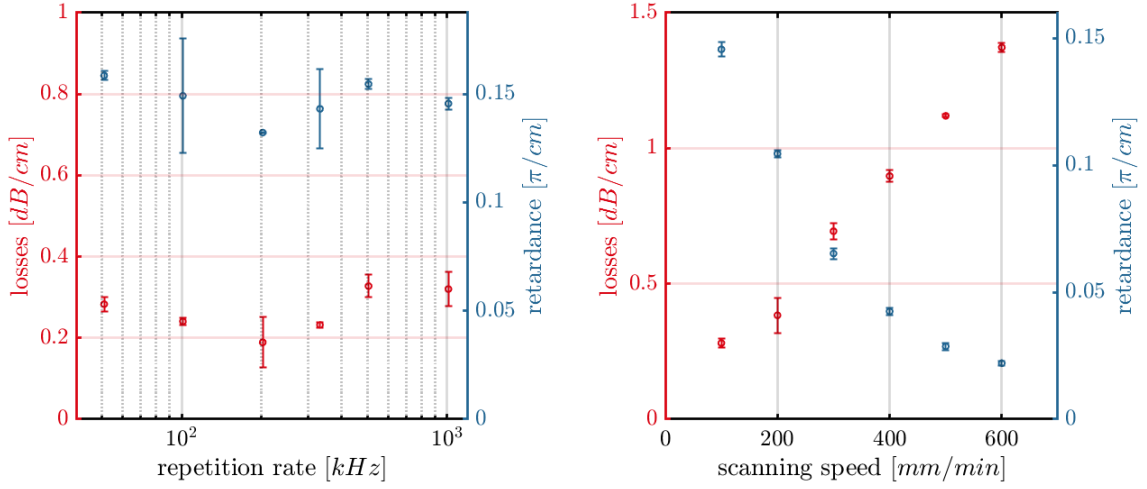 1
0.8
0.6
0.4
0.2
0
losses [dB/cm]
10² 10³
repetition rate [kHz]
0.15
0.1
0.05
0
retardance [π/cm]
1.5
1
0.5
0
losses [dB/cm]
0 200 400 600
scanning speed [mm/min]
0.15
0.1
0.05
0
retardance [π/cm]